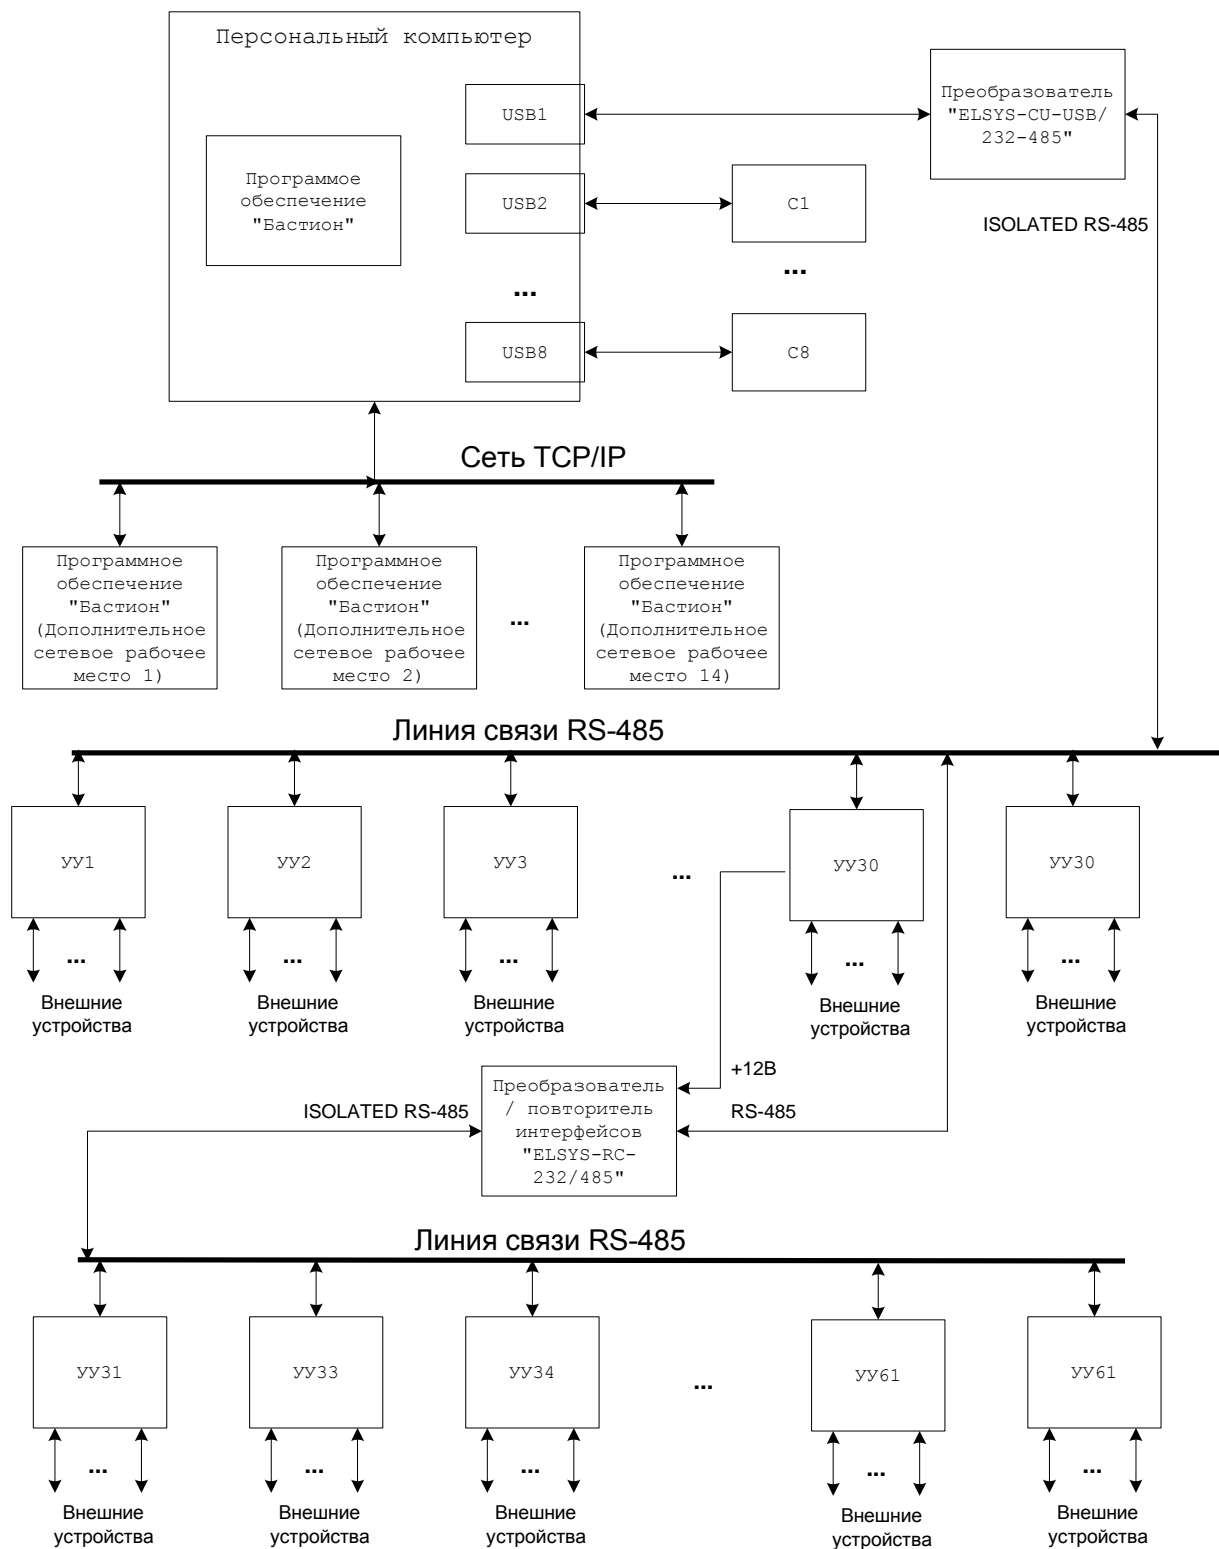 Персональный компьютер
USB1
Преобразователь
"ELSYS-CU-USB/
232-485"
Программое
обеспечение
"Бастион"
USB2
C1
ISOLATED RS-485
...
...
USB8
C8
Сеть TCP/IP
Программное
обеспечение
"Бастион"
(Дополнительное
сетевое рабочее
место 1)
Программное
обеспечение
"Бастион"
(Дополнительное
сетевое рабочее
место 2)
...
Программное
обеспечение
"Бастион"
(Дополнительное
сетевое рабочее
место 14)
Линия связи RS-485
УУ1
УУ2
УУ3
...
УУ30
УУ30
...
...
...
...
...
Внешние
устройства
Внешние
устройства
Внешние
устройства
Внешние
устройства
Внешние
устройства
+12В
ISOLATED RS-485
Преобразователь
/ повторитель
интерфейсов
"ELSYS-RC-
232/485"
RS-485
Линия связи RS-485
УУ31
УУ33
УУ34
...
УУ61
УУ61
...
...
...
...
...
Внешние
устройства
Внешние
устройства
Внешние
устройства
Внешние
устройства
Внешние
устройства